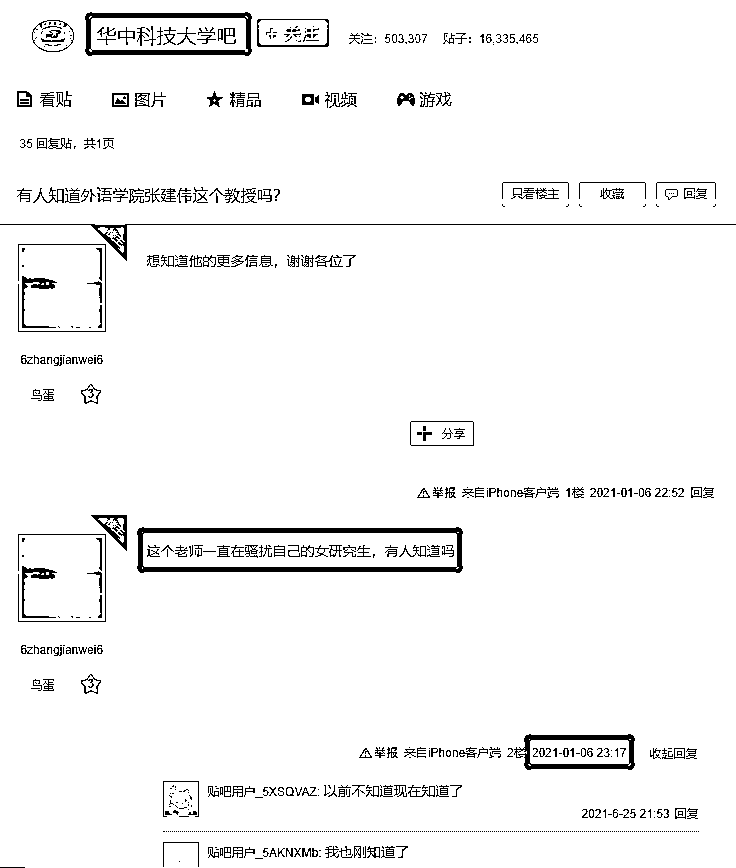 华中科技大学吧
关注
关注：503,307 贴子：16,335,465
看贴 图片 精品 视频 游戏
35 回复贴，共1页
有人知道外语学院张建伟这个教授吗？
只看楼主 收藏 回复
楼主
想知道他的更多信息，谢谢各位了
6zhangjianwei6
鸟蛋 3
分享
举报 来自iPhone客户端 1楼 2021-01-06 22:52 回复
楼主
这个老师一直在骚扰自己的女研究生，有人知道吗
6zhangjianwei6
鸟蛋 3
举报 来自iPhone客户端 2楼 2021-01-06 23:17 收起回复
贴吧用户_5XSQVAZ: 以前不知道现在知道了
2021-6-25 21:53 回复
贴吧用户_5AKNXMb: 我也刚知道了